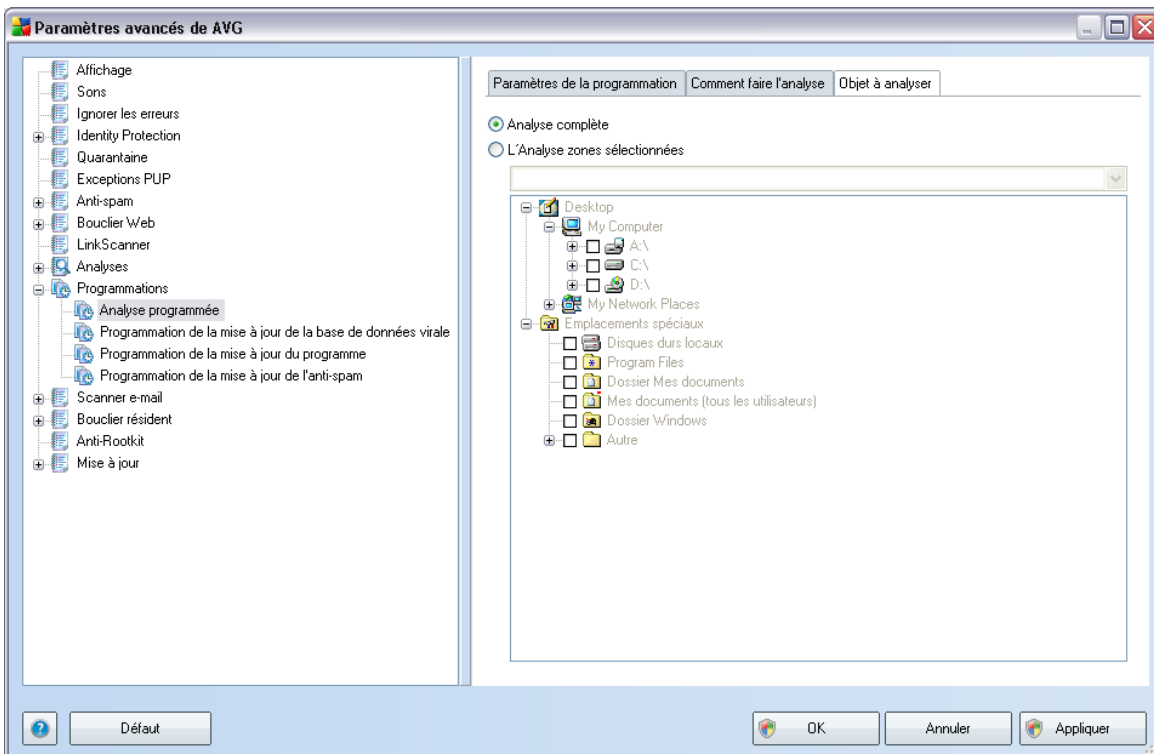 Paramètres avancés de AVG
Affichage
Sons
Ignorer les erreurs
Identity Protection
Quarantaine
Exceptions PUP
Anti-spam
Bouclier Web
LinkScanner
Analyses
Programmations
Analyse programmée
Programmation de la mise à jour de la base de données virale
Programmation de la mise à jour du programme
Programmation de la mise à jour de l'anti-spam
Scanner e-mail
Bouclier résident
Anti-Rootkit
Mise à jour
Paramètres de la programmation Comment faire l'analyse Objet à analyser
Analyse complète
L´Analyse zones sélectionnées
Desktop
My Computer
A:\
C:\
D:\
My Network Places
Emplacements spéciaux
Disques durs locaux
Program Files
Dossier Mes documents
Mes documents (tous les utilisateurs)
Dossier Windows
Autre
Défaut OK Annuler Appliquer